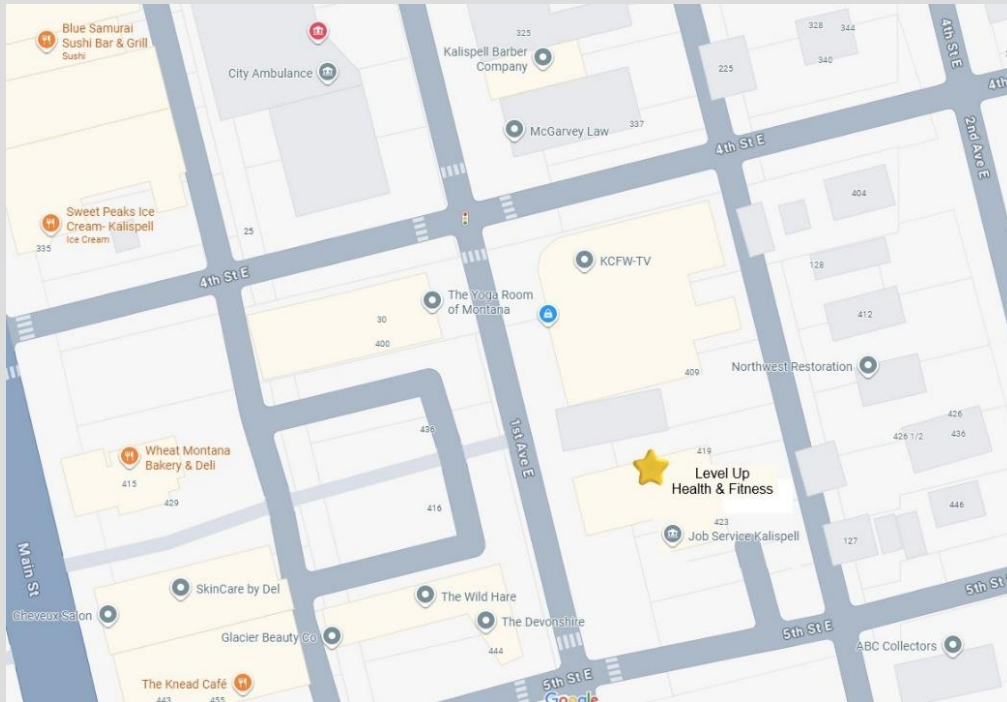 Blue Samurai
Sushi Bar & Grill
Sushi
City Ambulance
325
Kalispell Barber
Company
328
344
340
225
4th St E
4th Ave E
2nd Ave E
McGarvey Law
337
4th St E
404
Sweet Peaks Ice
Cream- Kalispell
Ice Cream
335
25
4th St E
KCFW-TV
128
The Yoga Room
of Montana
30
400
412
409
Northwest Restoration
1st Ave E
426
426 1/2
436
436
Wheat Montana
Bakery & Deli
415
429
419
Level Up
Health & Fitness
416
423
Job Service Kalispell
446
127
Main St
SkinCare by Del
Cheveux Salon
The Wild Hare
The Devonshire
Glacier Beauty Co
444
5th St E
5th St
ABC Collectors
The Knead Café
443
455
5th St E
Google